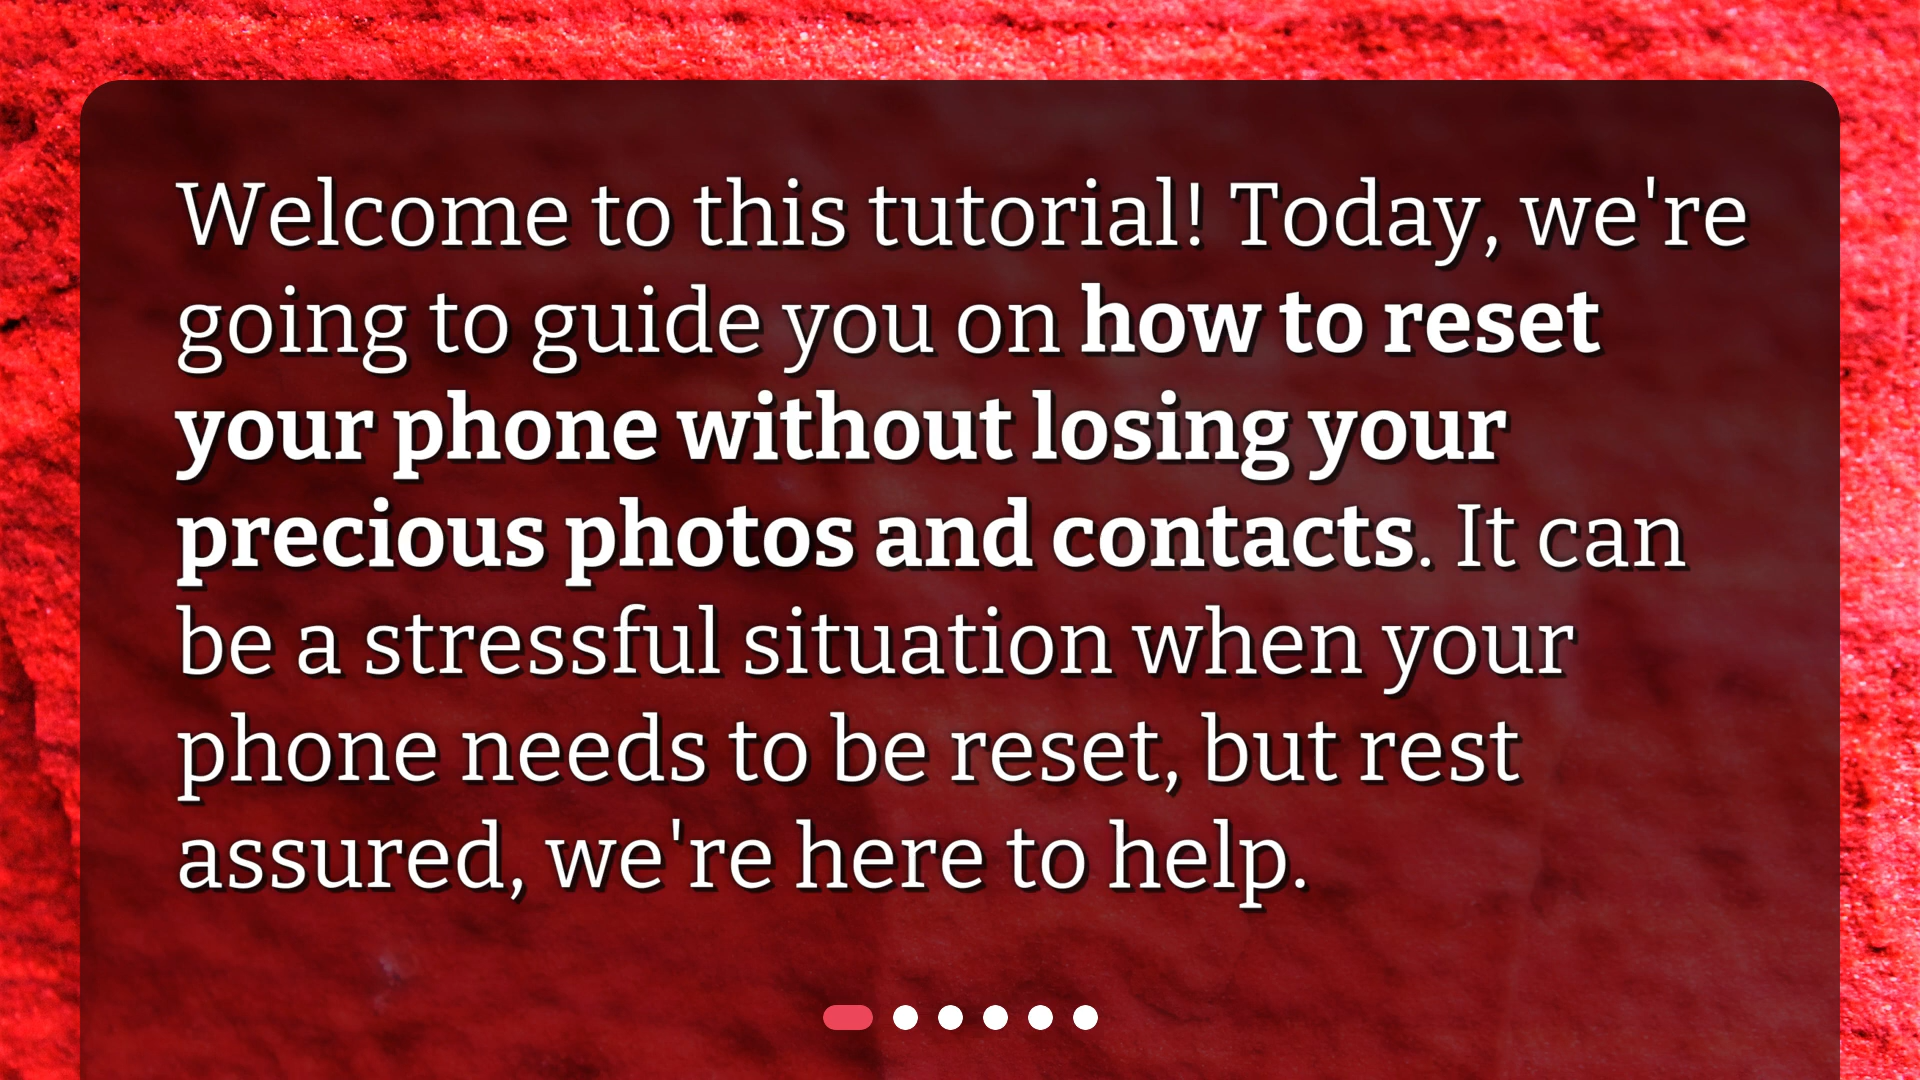 Welcome to this tutorial! Today, we're
going to guide you on how to reset
your phone without losing your
precious photos and contacts. It can
be a stressful situation when your
phone needs to be reset, but rest
assured, we're here to help.